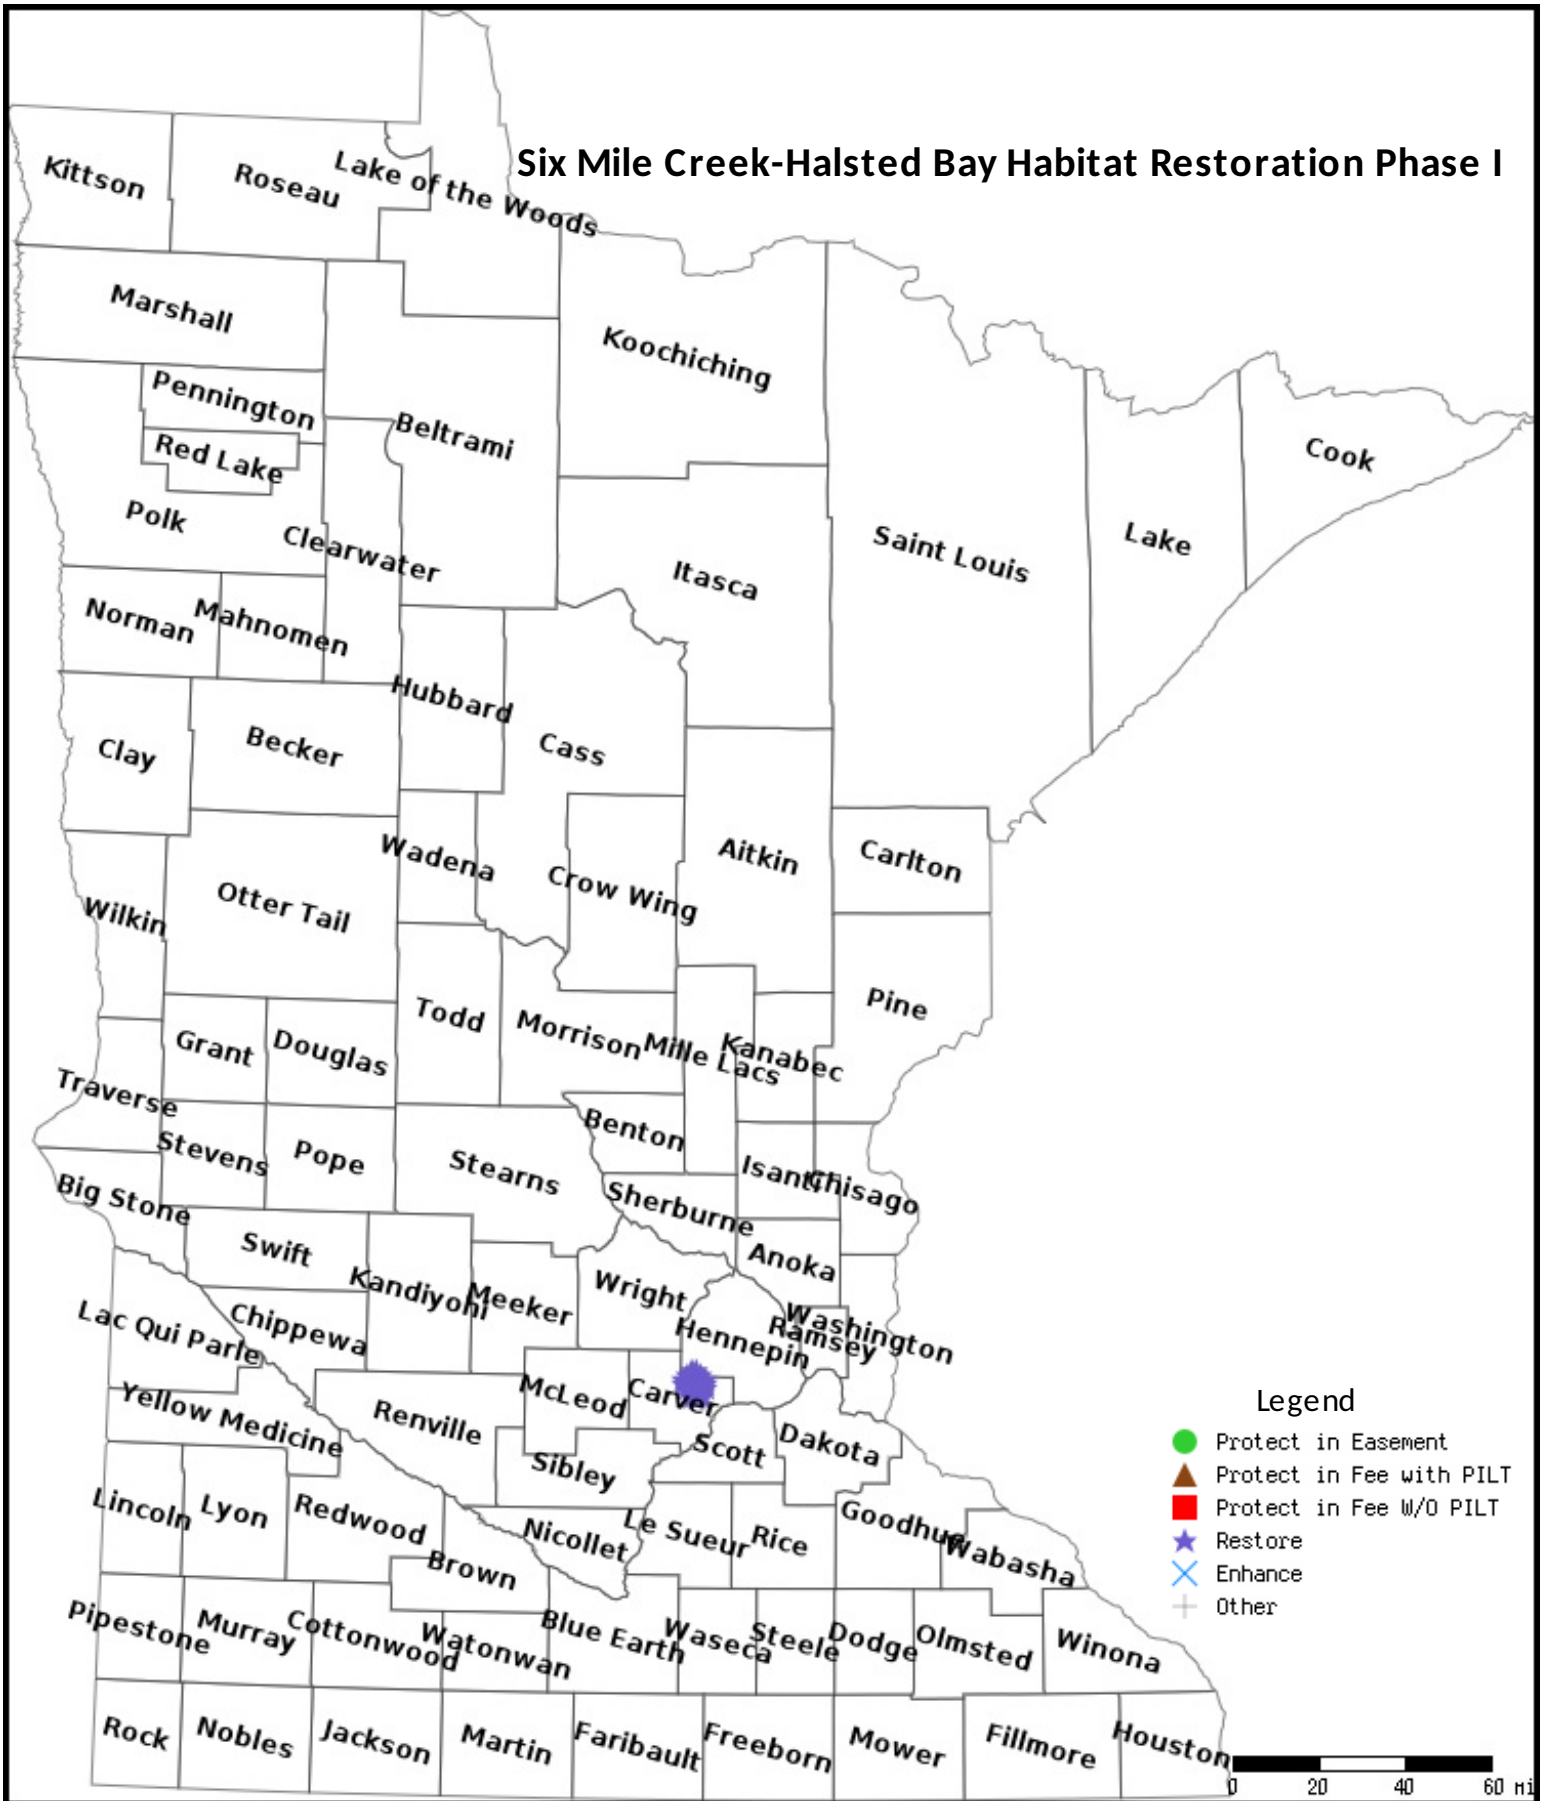 Six Mile Creek-Halsted Bay Habitat Restoration Phase I
Kittson
Roseau
Lake of the Woods
Marshall
Koochiching
Pennington
Beltrami
Red Lake
Cook
Polk
Clearwater
Saint Louis
Lake
Itasca
Norman
Mahnomen
Hubbard
Clay
Becker
Cass
Wadena
Aitkin
Carlton
Crow Wing
Otter Tail
Wilkin
Pine
Todd
Morrison
Mille Lacs
Kanabec
Grant
Douglas
Traverse
Benton
Stevens
Pope
Stearns
Isanti
Chisago
Big Stone
Sherburne
Swift
Anoka
Kandiyohi
Meeker
Wright
Washington
Ramsey
Hennepin
Lac Qui Parle
Chippewa
McLeod
Carver
Yellow Medicine
Renville
Scott
Dakota
Sibley
Lincoln
Lyon
Redwood
Nicollet
Le Sueur
Rice
Goodhue
Wabasha
Brown
Pipestone
Murray
Cottonwood
Watonwan
Blue Earth
Waseca
Steele
Dodge
Olmsted
Winona
Rock
Nobles
Jackson
Martin
Faribault
Freeborn
Mower
Fillmore
Houston
Legend
Protect in Easement
Protect in Fee with PILT
Protect in Fee W/O PILT
Restore
Enhance
Other
0 20 40 60 mi